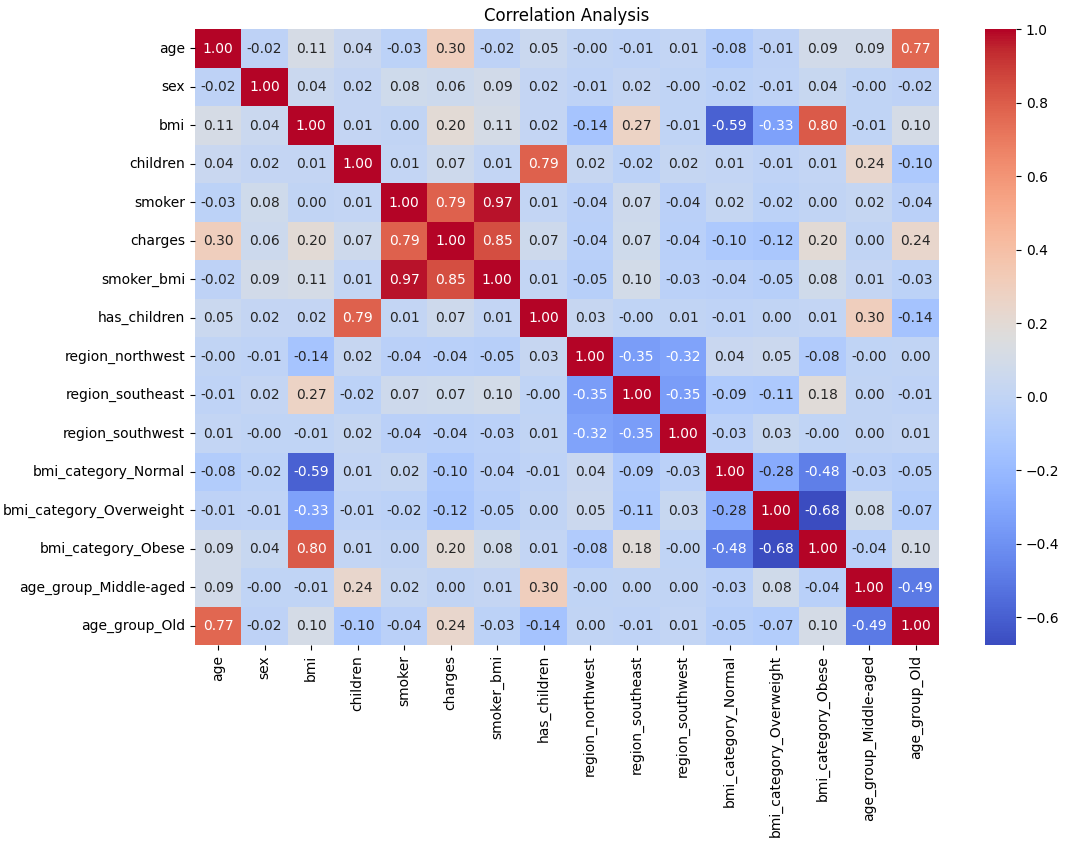 Correlation Analysis
age 1.00 -0.02 0.11 0.04 -0.03 0.30 -0.02 0.05 -0.00 -0.01 0.01 -0.08 -0.01 0.09 0.09 0.77
sex -0.02 1.00 0.04 0.02 0.08 0.06 0.09 0.02 -0.01 0.02 -0.00 -0.02 -0.01 0.04 -0.00 -0.02
bmi 0.11 0.04 1.00 0.01 0.00 0.20 0.11 0.02 -0.14 0.27 -0.01 -0.59 -0.33 0.80 -0.01 0.10
children 0.04 0.02 0.01 1.00 0.01 0.07 0.01 0.79 0.02 -0.02 0.02 0.01 -0.01 0.01 0.24 -0.10
smoker -0.03 0.08 0.00 0.01 1.00 0.79 0.97 0.01 -0.04 0.07 -0.04 0.02 -0.02 0.00 0.02 -0.04
charges 0.30 0.06 0.20 0.07 0.79 1.00 0.85 0.07 -0.04 0.07 -0.04 -0.10 -0.12 0.20 0.00 0.24
smoker_bmi -0.02 0.09 0.11 0.01 0.97 0.85 1.00 0.01 -0.05 0.10 -0.03 -0.04 -0.05 0.08 0.01 -0.03
has_children 0.05 0.02 0.02 0.79 0.01 0.07 0.01 1.00 0.03 -0.00 0.01 -0.01 0.00 0.01 0.30 -0.14
region_northwest -0.00 -0.01 -0.14 0.02 -0.04 -0.04 -0.05 0.03 1.00 -0.35 -0.32 0.04 0.05 -0.08 -0.00 0.00
region_southeast -0.01 0.02 0.27 -0.02 0.07 0.07 0.10 -0.00 -0.35 1.00 -0.35 -0.09 -0.11 0.18 0.00 -0.01
region_southwest 0.01 -0.00 -0.01 0.02 -0.04 -0.04 -0.03 0.01 -0.32 -0.35 1.00 -0.03 0.03 -0.00 0.00 0.01
bmi_category_Normal -0.08 -0.02 -0.59 0.01 0.02 -0.10 -0.04 -0.01 0.04 -0.09 -0.03 1.00 -0.28 -0.48 -0.03 -0.05
bmi_category_Overweight -0.01 -0.01 -0.33 -0.01 -0.02 -0.12 -0.05 0.00 0.05 -0.11 0.03 -0.28 1.00 -0.68 0.08 -0.07
bmi_category_Obese 0.09 0.04 0.80 0.01 0.00 0.20 0.08 0.01 -0.08 0.18 -0.00 -0.48 -0.68 1.00 -0.04 0.10
age_group_Middle-aged 0.09 -0.00 -0.01 0.24 0.02 0.00 0.01 0.30 -0.00 0.00 0.00 -0.03 0.08 -0.04 1.00 -0.49
age_group_Old 0.77 -0.02 0.10 -0.10 -0.04 0.24 -0.03 -0.14 0.00 -0.01 0.01 -0.05 -0.07 0.10 -0.49 1.00
age
sex
bmi
children
smoker
charges
smoker_bmi
has_children
region_northwest
region_southeast
region_southwest
bmi_category_Normal
bmi_category_Overweight
bmi_category_Obese
age_group_Middle-aged
age_group_Old
1.0
0.8
0.6
0.4
0.2
0.0
−0.2
−0.4
−0.6